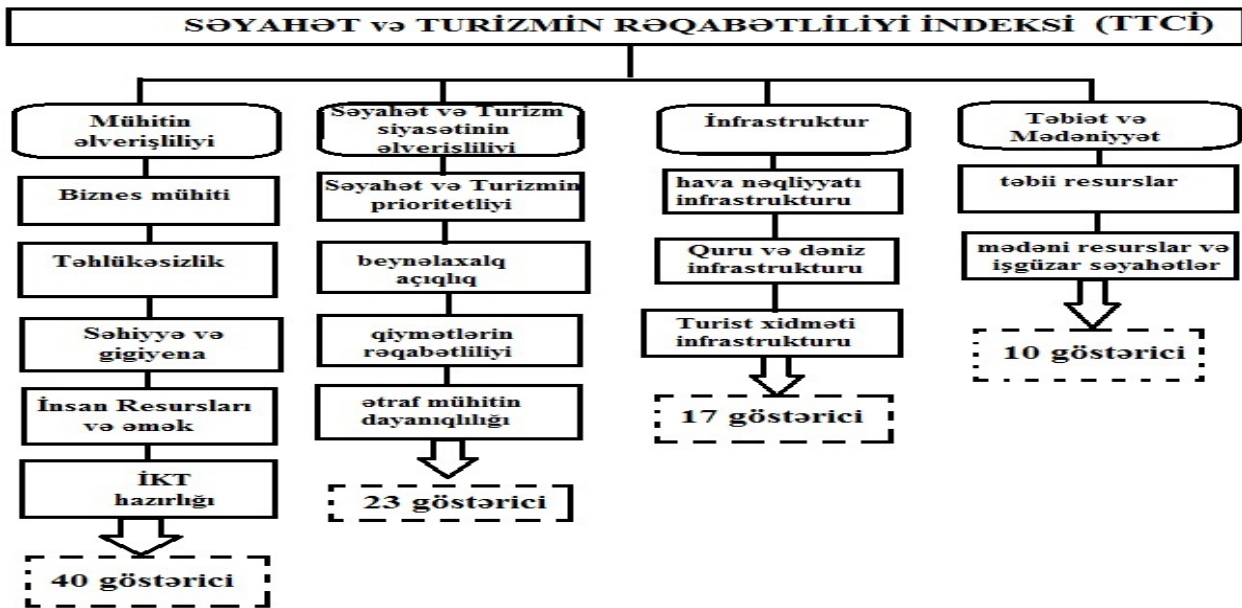 SƏYAHƏT və TURİZMİN RƏQABƏTLİLİYİ İNDEKSİ (TTCİ)
Mühitin
əlverişliliyi
Biznes mühiti
Təhlükəsizlik
Səhiyyə və
gigiyena
İnsan Resursları
və əmək
İKT
hazırlığı
40 göstərici
Səyahət və Turizm
siyasətinin
əlverisliliyi
Səyahət və Turizmin
prioritetliyi
beynəlaxalq
açıqlıq
qiymətlərin
rəqabətliliyi
ətraf mühitin
dayanıqlılığı
23 göstərici
İnfrastruktur
hava nəqliyyatı
infrastrukturu
Quru və dəniz
infrastrukturu
Turist xidməti
infrastrukturu
17 göstərici
Təbiət və
Mədəniyyət
təbii resurslar
mədəni resurslar və
işgüzar səyahətlər
10 göstərici